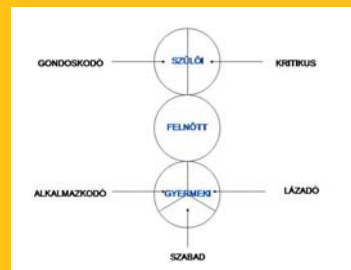 SZÜLŐI
GONDOSKODÓ
KRITIKUS
FELNŐTT
ALKALMAZKODÓ
"GYERMEKI"
LÁZADÓ
SZABAD